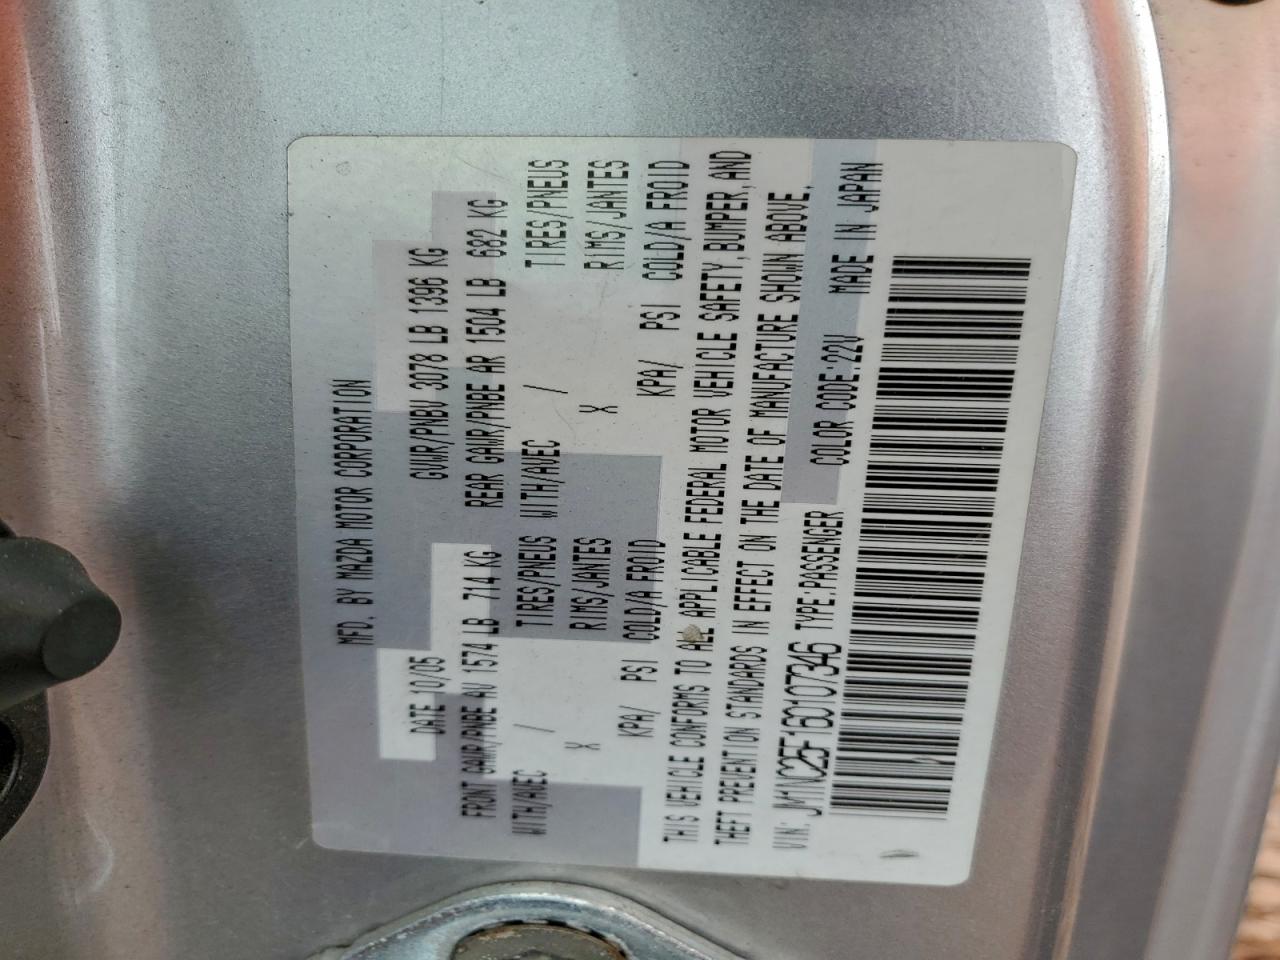 MFD. BY MAZDA MOTOR CORPORATION
DATE 10/05 GVWR/PNBV 3078 LB 1396 KG
FRONT GAWR/PNBE AV 1574 LB 714 KG REAR GAWR/PNBE AR 1504 LB 682 KG
WITH/AVEC / TIRES/PNEUS WITH/AVEC / TIRES/PNEUS
X RIMS/JANTES X RIMS/JANTES
KPA/ PSI COLD/A FROID KPA/ PSI COLD/A FROID
THIS VEHICLE CONFORMS TO ALL APPLICABLE FEDERAL MOTOR VEHICLE SAFETY, BUMPER, AND
THEFT PREVENTION STANDARDS IN EFFECT ON THE DATE OF MANUFACTURE SHOWN ABOVE.
VIN: JM1NC25F160107346 TYPE:PASSENGER COLOR CODE:22V MADE IN JAPAN